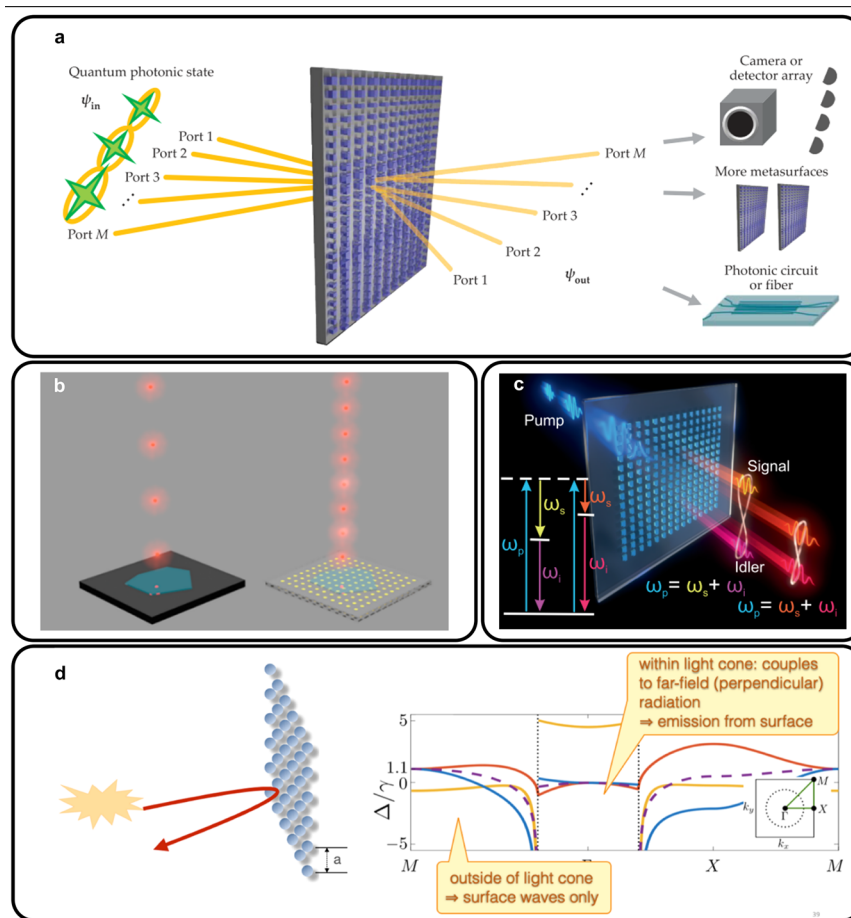 a
Quantum photonic state
ψin
Port 1
Port 2
Port 3
⋰
Port M
Port M
⋰
Port 3
Port 2
Port 1
ψout
Camera or
detector array
More metasurfaces
Photonic circuit
or fiber
b
c
Pump
Signal
Idler
ωp
ωs
ωi
ωs
ωi
ωp = ωs + ωi
ωp = ωs + ωi
d
a
within light cone: couples
to far-field (perpendicular)
radiation
⇒ emission from surface
5
1.1
0
−5
Δ/γ
M
X
M
M
X
Γ
ky
kx
outside of light cone
⇒ surface waves only